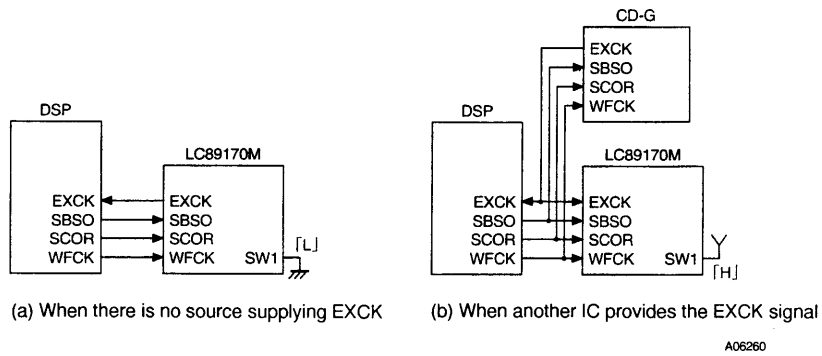 CD-G
EXCK
SBSO
SCOR
WFCK
DSP
LC89170M
EXCK EXCK
SBSO SBSO
SCOR SCOR
WFCK WFCK SW1
「L」
DSP
LC89170M
EXCK EXCK
SBSO SBSO
SCOR SCOR
WFCK WFCK SW1
「H」
(a) When there is no source supplying EXCK
(b) When another IC provides the EXCK signal
A06260